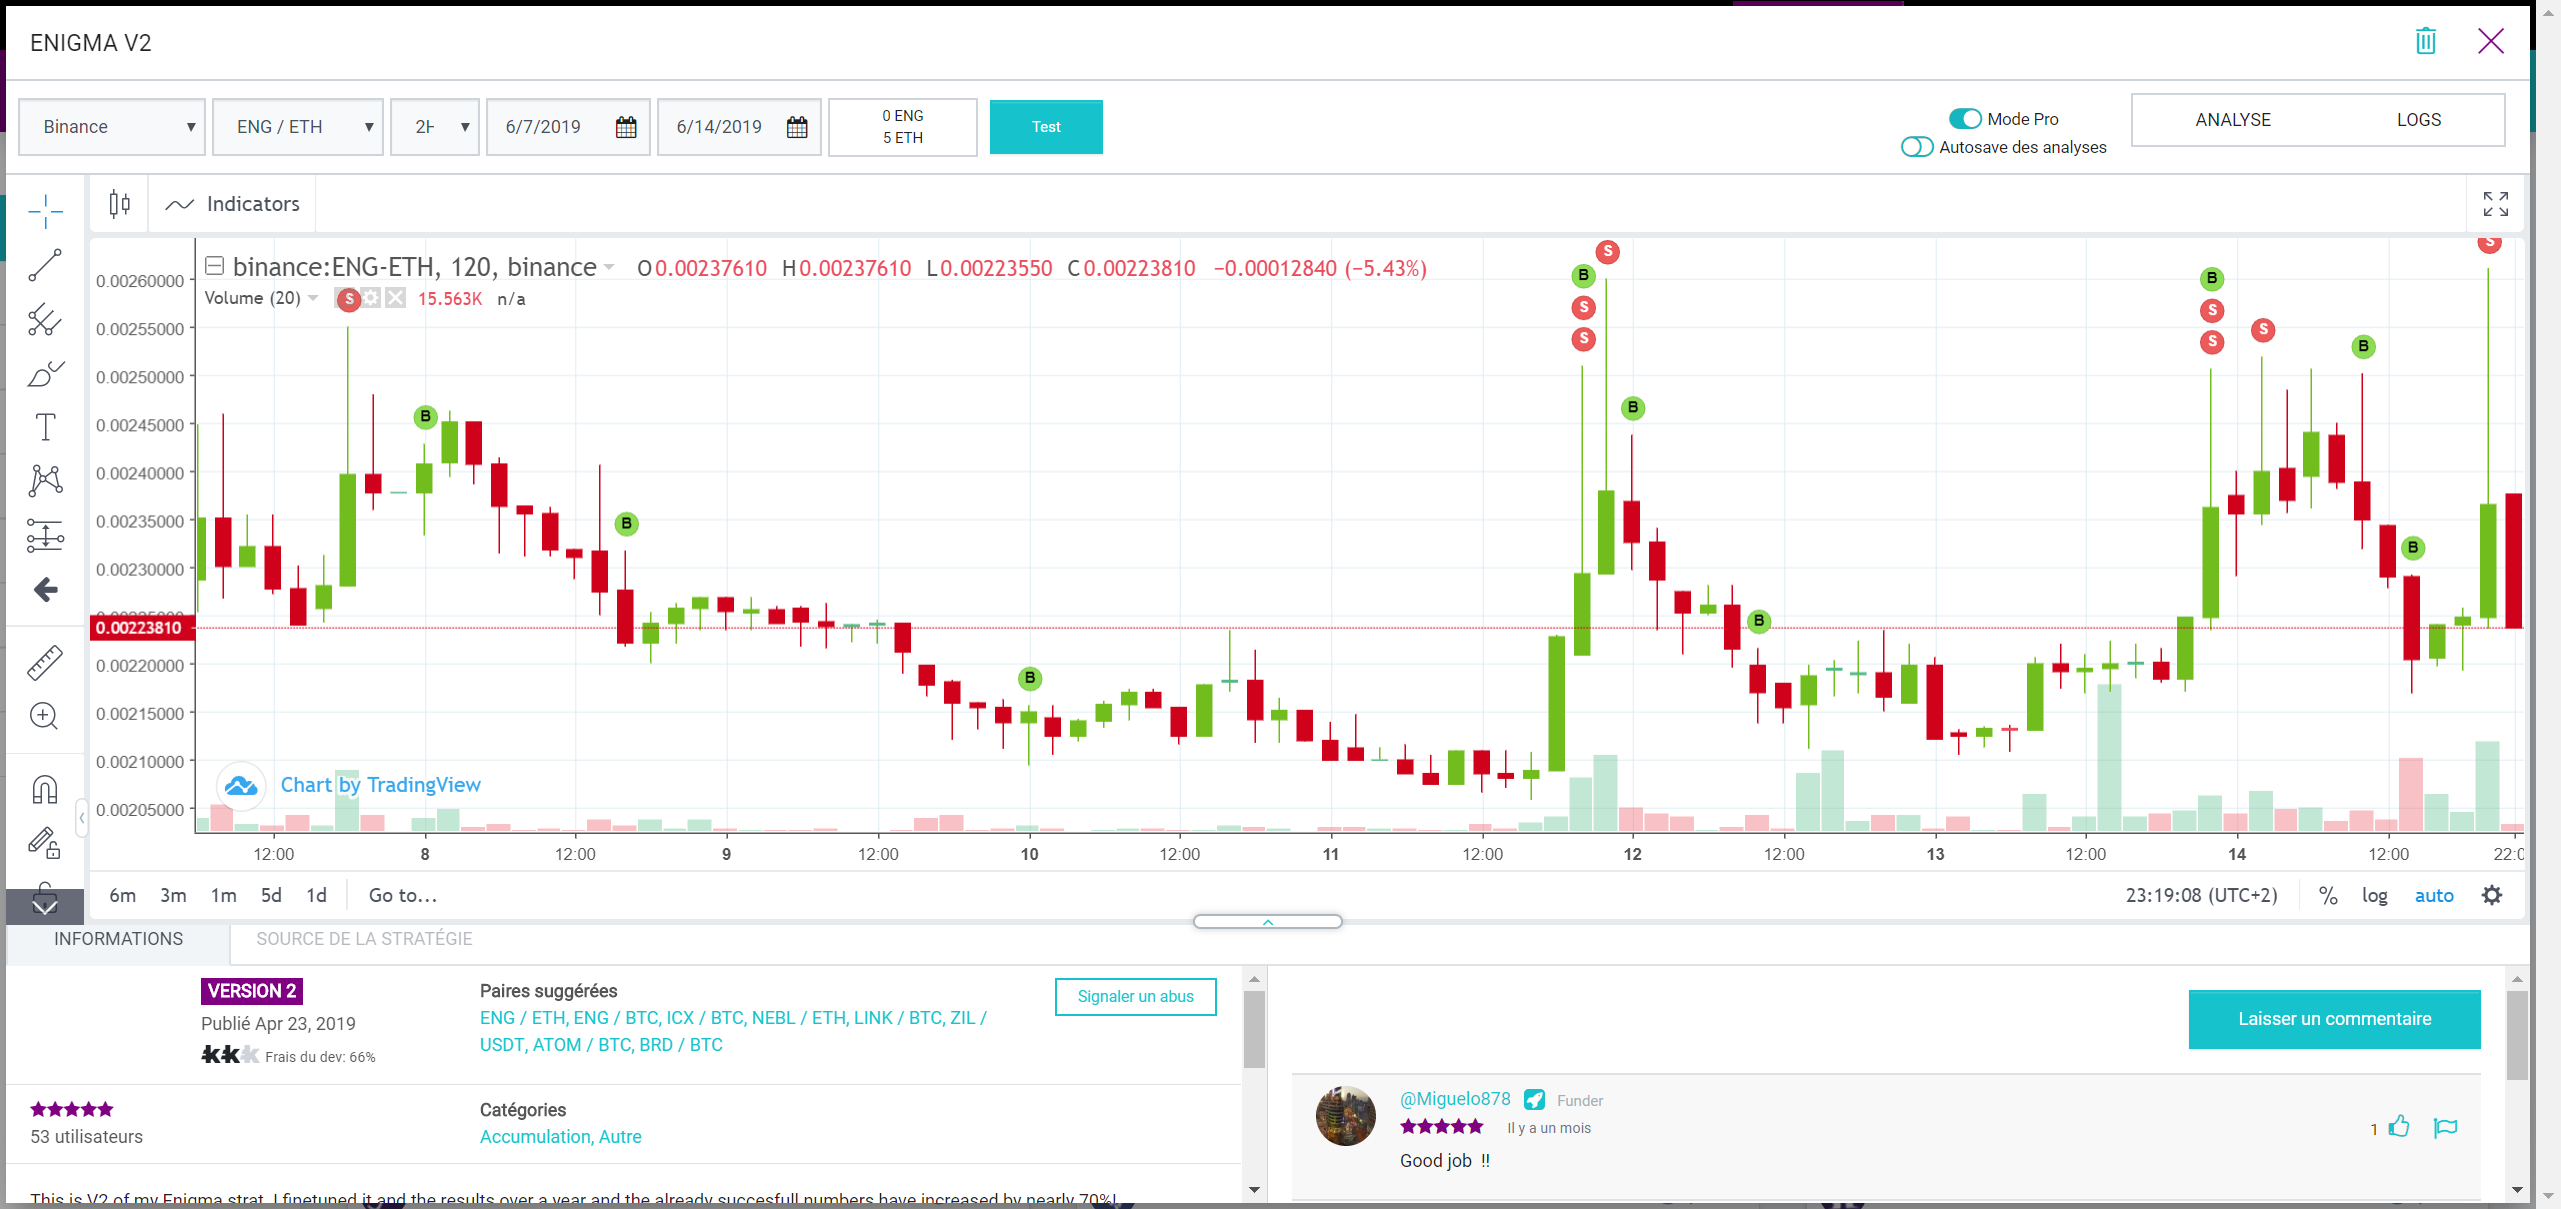 ENIGMA V2
Binance ENG / ETH 6/7/2019 6/14/2019 0 ENG
5 ETH
Test
Mode Pro
Autosave des analyses
ANALYSE LOGS
Indicators
binance:ENG-ETH, 120, binance O0.00237610 H0.00237610 L0.00223550 C0.00223810 −0.00012840 (−5.43%)
Volume (20) S 15.563K n/a
S
B S
S
B
S
S
B
S
S
S
B
B
B
B
B
B
B
0.00260000
0.00255000
0.00250000
0.00245000
0.00240000
0.00235000
0.00230000
0.00223810
0.00220000
0.00215000
0.00210000
0.00205000
Chart by TradingView
12:00 8 12:00 9 12:00 10 12:00 11 12:00 12 12:00 13 12:00 14 12:00
6m 3m 1m 5d 1d Go to... 23:19:08 (UTC+2) % log auto
INFORMATIONS SOURCE DE LA STRATÉGIE
VERSION 2
Publié Apr 23, 2019
Frais du dev: 66%
Paires suggérées
ENG / ETH, ENG / BTC, ICX / BTC, NEBL / ETH, LINK / BTC, ZIL /
USDT, ATOM / BTC, BRD / BTC
Signaler un abus
53 utilisateurs
Catégories
Accumulation, Autre
This is V2 of my Enigma strat. I finetuned it and the results over a year and the already succesfull numbers have increased by nearly 70%!
Laisser un commentaire
@Miguelo878 Funder
Il y a un mois
1
Good job !!